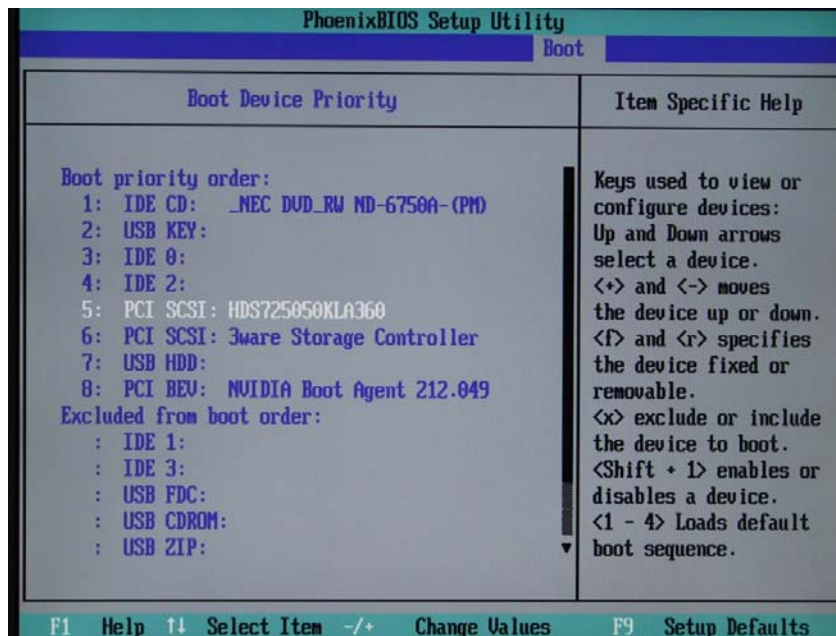 PhoenixBIOS Setup Utility
Boot
Boot Device Priority
Boot priority order:
1: IDE CD: _NEC DVD_RW ND-6750A-(PM)
2: USB KEY:
3: IDE 0:
4: IDE 2:
5: PCI SCSI: HDS725050KLA360
6: PCI SCSI: 3ware Storage Controller
7: USB HDD:
8: PCI BEV: NVIDIA Boot Agent 212.049
Excluded from boot order:
: IDE 1:
: IDE 3:
: USB FDC:
: USB CDROM:
: USB ZIP:
Item Specific Help
Keys used to view or
configure devices:
Up and Down arrows
select a device.
<+> and <-> moves
the device up or down.
<f> and <r> specifies
the device fixed or
removable.
<x> exclude or include
the device to boot.
<Shift + 1> enables or
disables a device.
<1 - 4> Loads default
boot sequence.
F1 Help ↑↓ Select Item -/+ Change Values F9 Setup Defaults